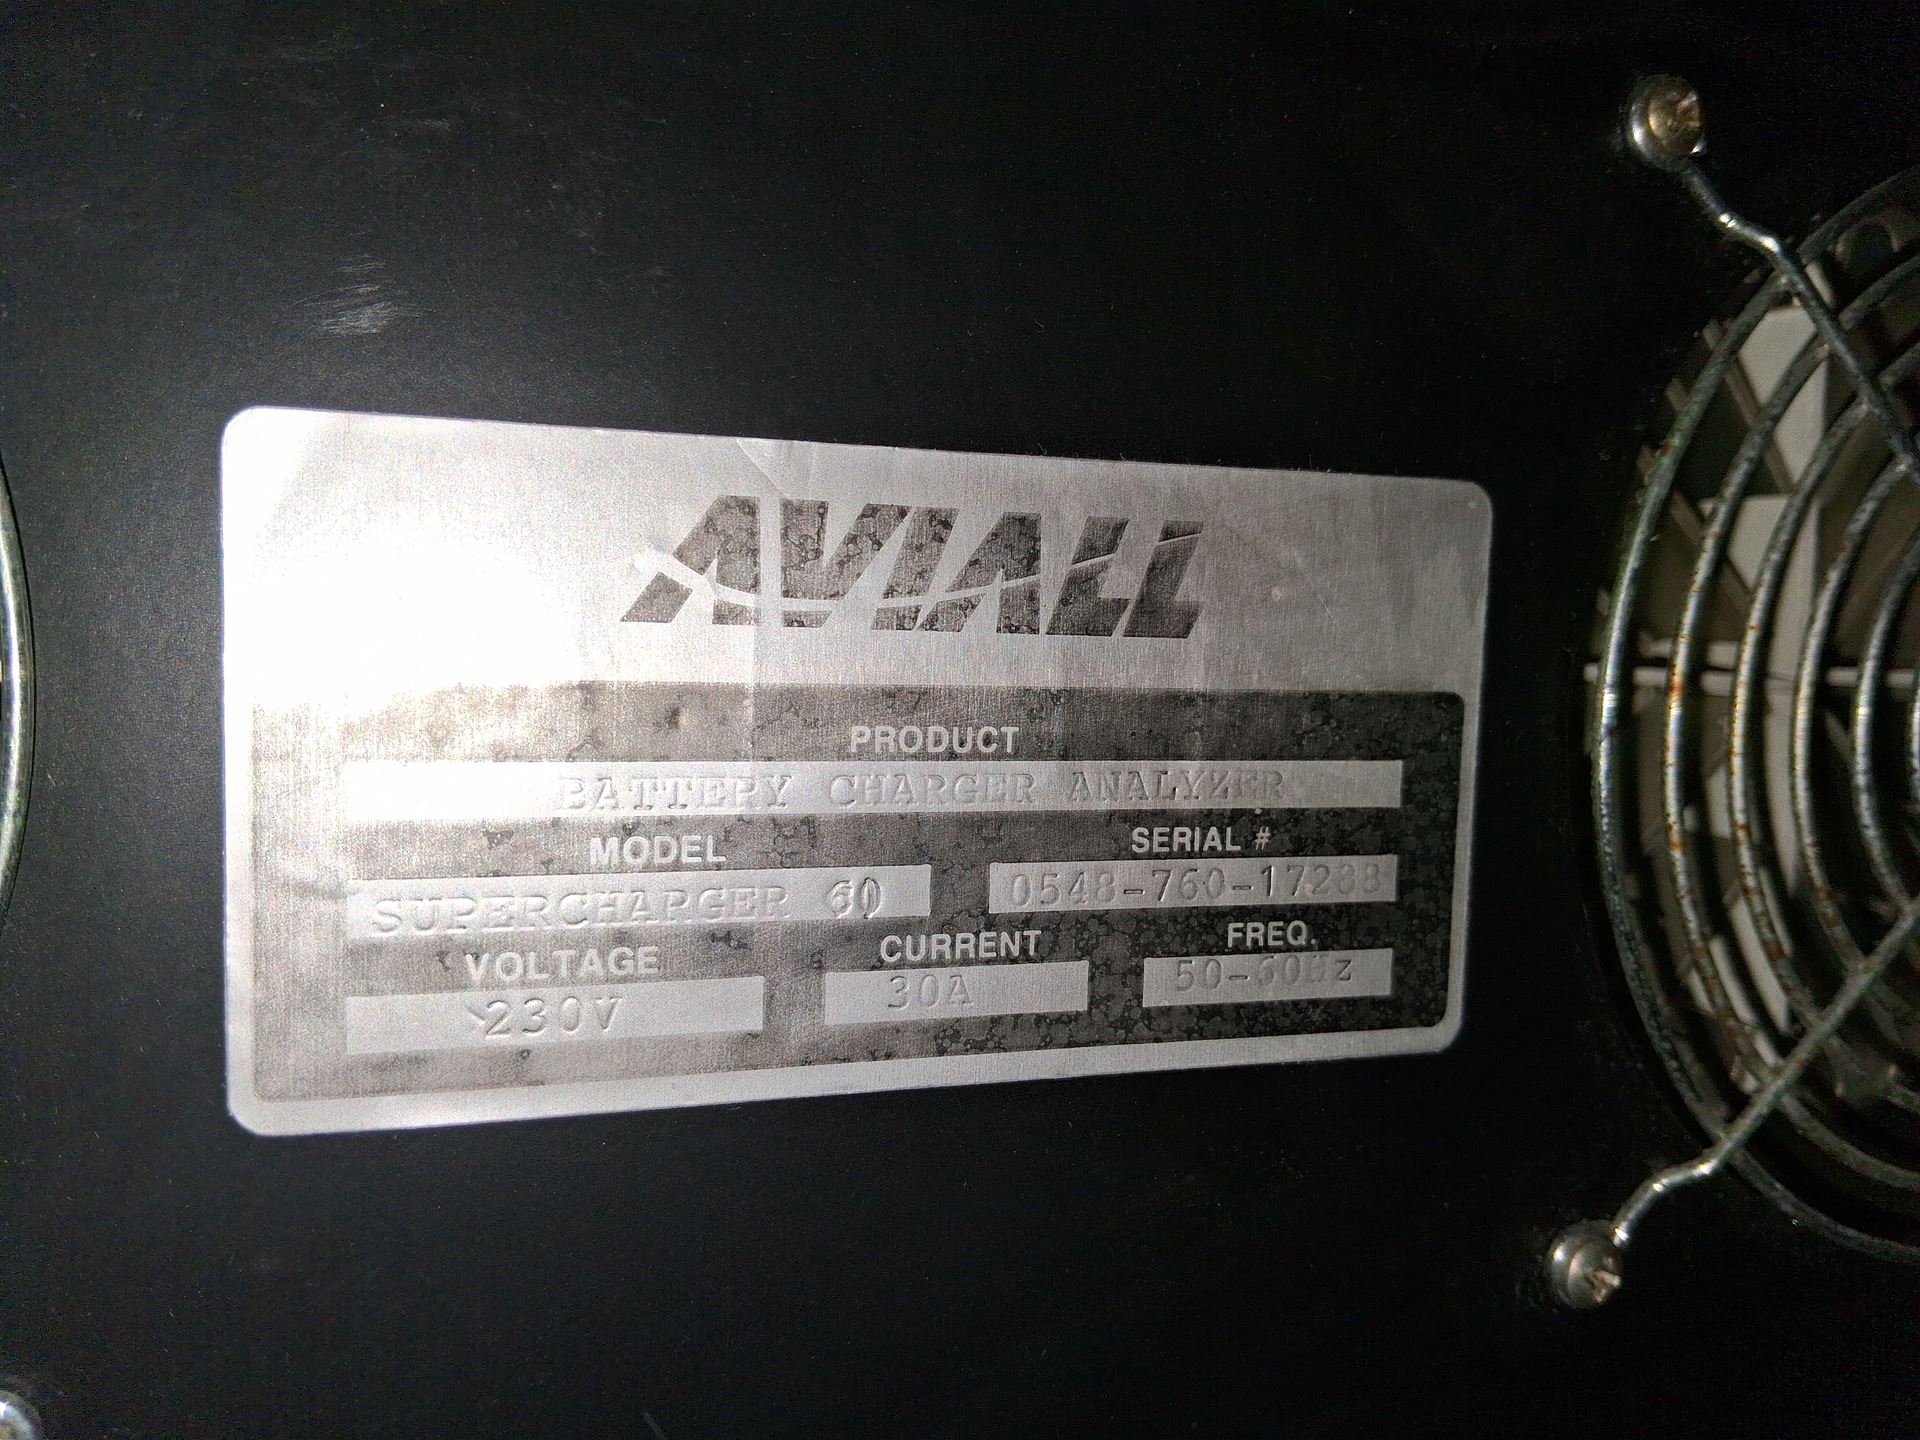 AVIALL
PRODUCT
BATTERY CHARGER ANALYZER
MODEL SERIAL #
SUPERCHARGER 60 0548-760-17288
VOLTAGE CURRENT FREQ.
230V 30A 50-60Hz